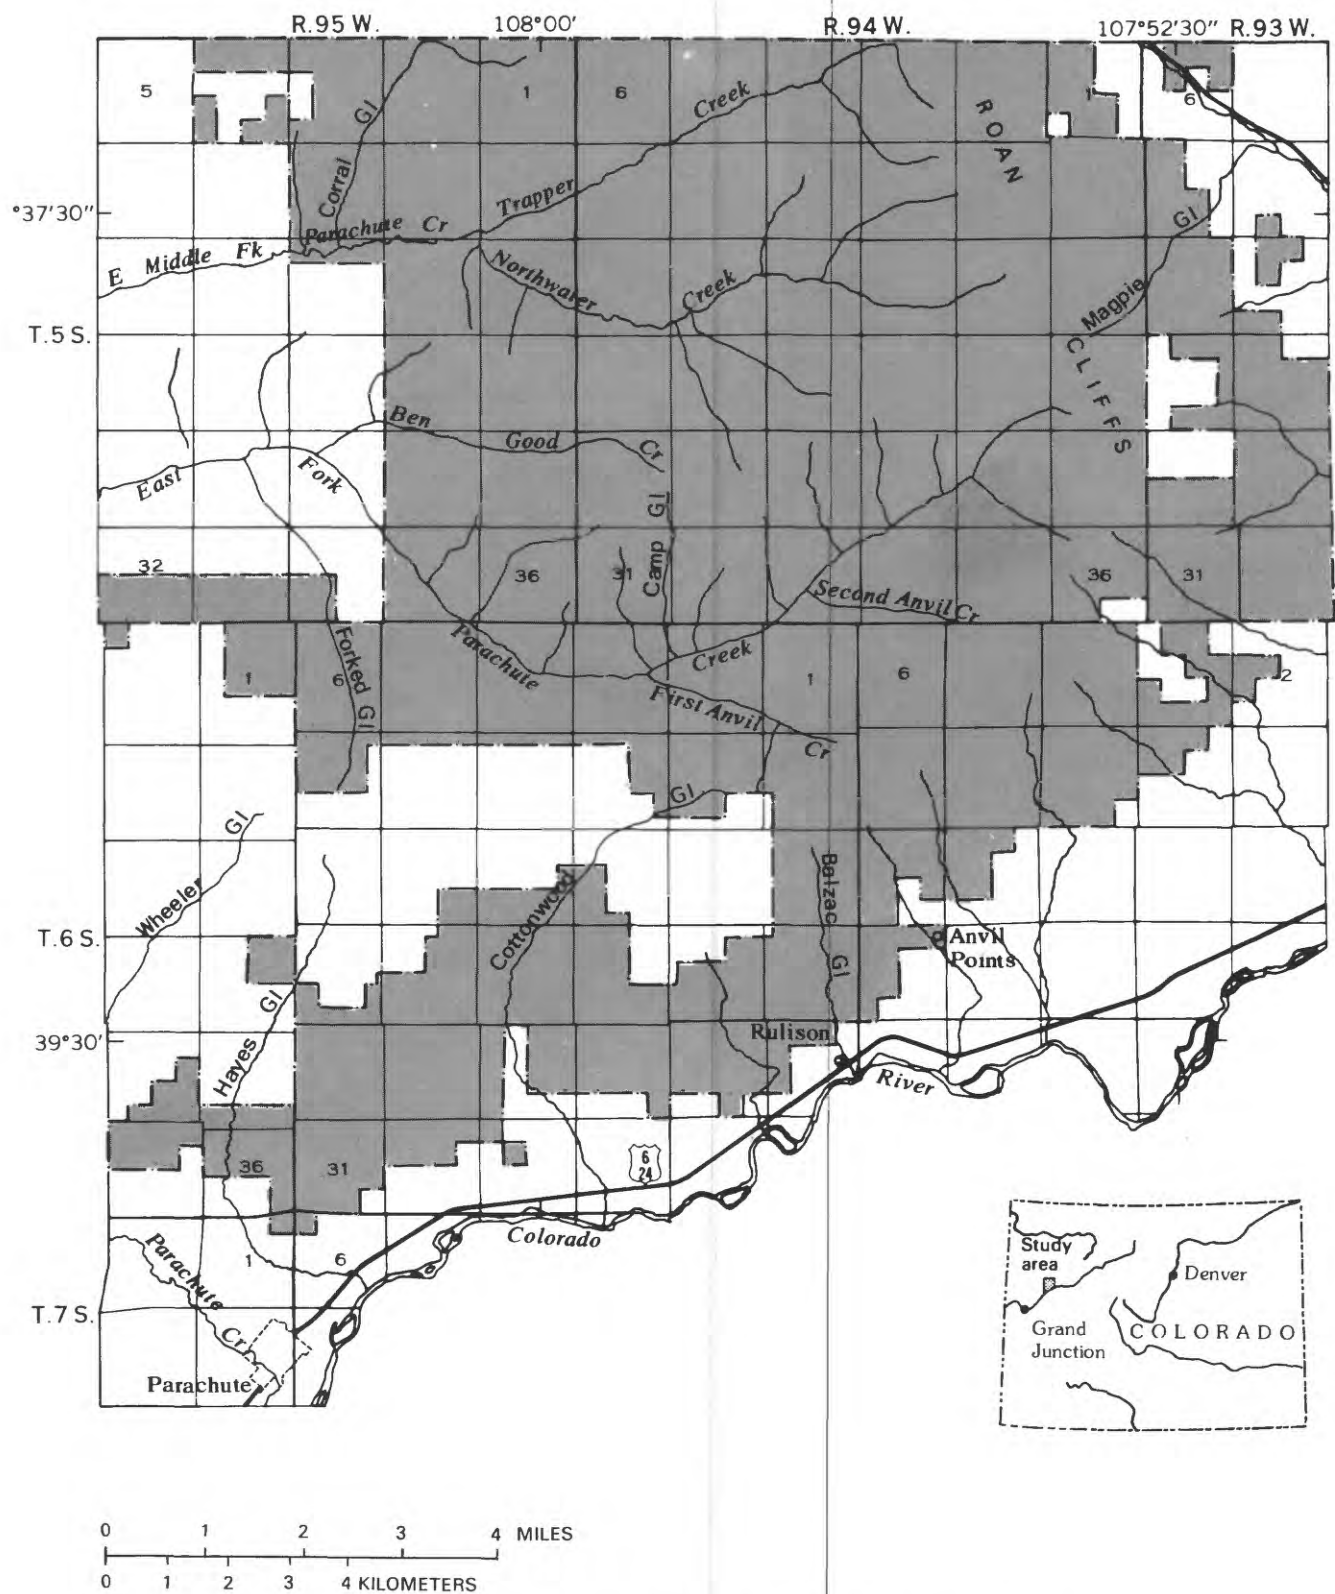 R.95 W. 108°00′ R.94 W. 107°52′30″ R.93 W.
5 1 6 6
Corral Gl
Trapper Creek
ROAN
°37′30″
Parachute Cr
E Middle Fk
Northwater Creek
Magpie Gl
T.5 S.
CLIFFS
Ben Good Cr
East Fork
Camp Gl
32 36 31 36 31
Second Anvil Cr
Parachute Creek
Forked Gl
1 6 1 6 2
First Anvil Cr
Gl
Wheeler Gl
Cottonwood
Balzac Gl
T.6 S.
Anvil
Points
39°30′
Hayes Gl
Rulison
River
36 31
6
24
Colorado
Parachute Cr
1 6
T.7 S.
Parachute
Study
area
Denver
Grand
Junction
COLORADO
0 1 2 3 4 MILES
0 1 2 3 4 KILOMETERS